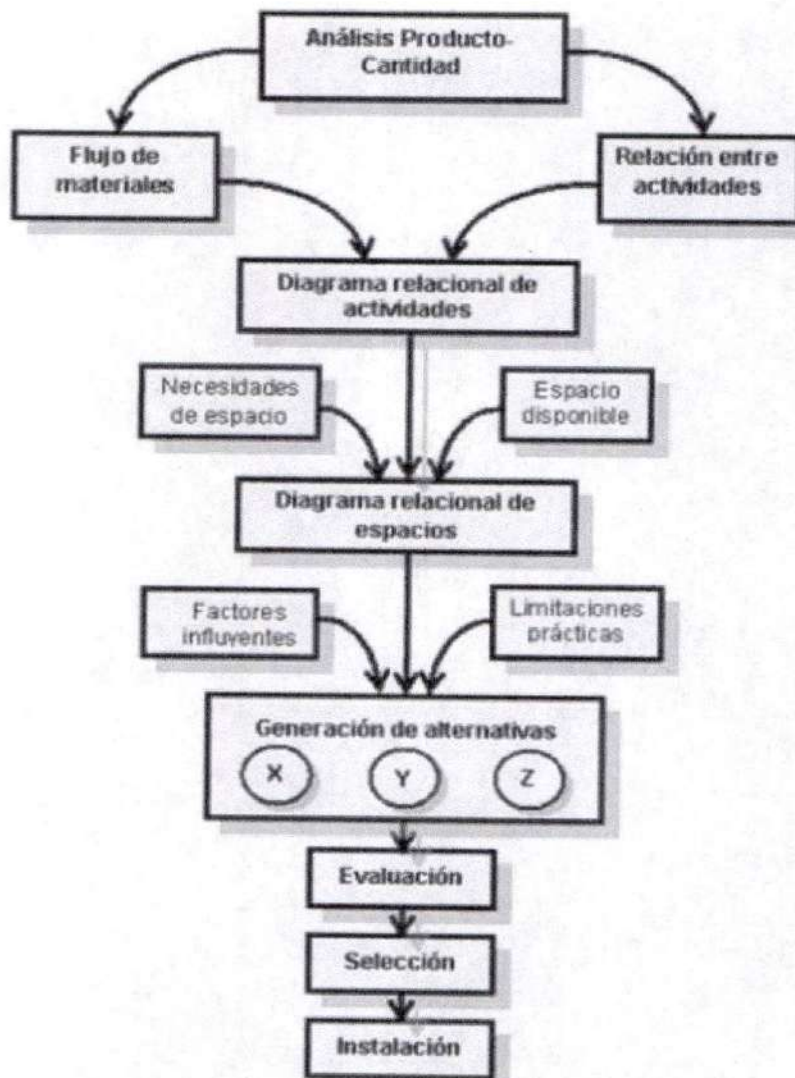 Análisis Producto-
Cantidad
Flujo de
materiales
Relación entre
actividades
Diagrama relacional de
actividades
Necesidades
de espacio
Espacio
disponible
Diagrama relacional de
espacios
Factores
influyentes
Limitaciones
prácticas
Generación de alternativas
X
Y
Z
Evaluación
Selección
Instalación